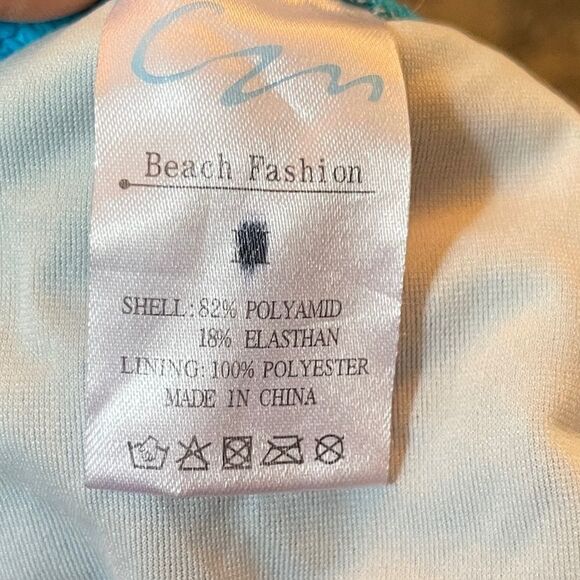 Beach Fashion
SHELL:82% POLYAMID
18% ELASTHAN
LINING:100% POLYESTER
MADE IN CHINA